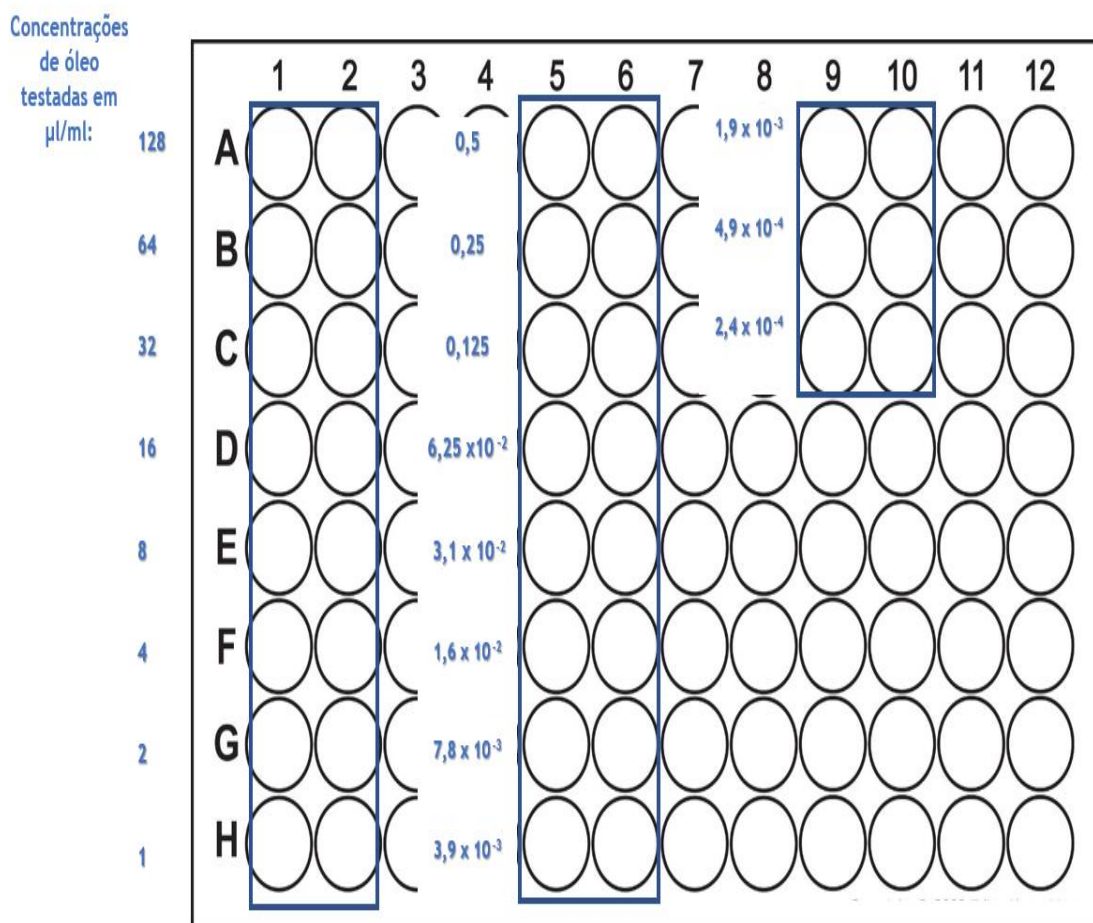 Concentrações
de óleo
testadas em
µl/ml:
1 2 3 4 5 6 7 8 9 10 11 12
128 A 0,5 1,9 x 10⁻³
64 B 0,25 4,9 x 10⁻⁴
32 C 0,125 2,4 x 10⁻⁴
16 D 6,25 x10⁻²
8 E 3,1 x 10⁻²
4 F 1,6 x 10⁻²
2 G 7,8 x 10⁻³
1 H 3,9 x 10⁻³